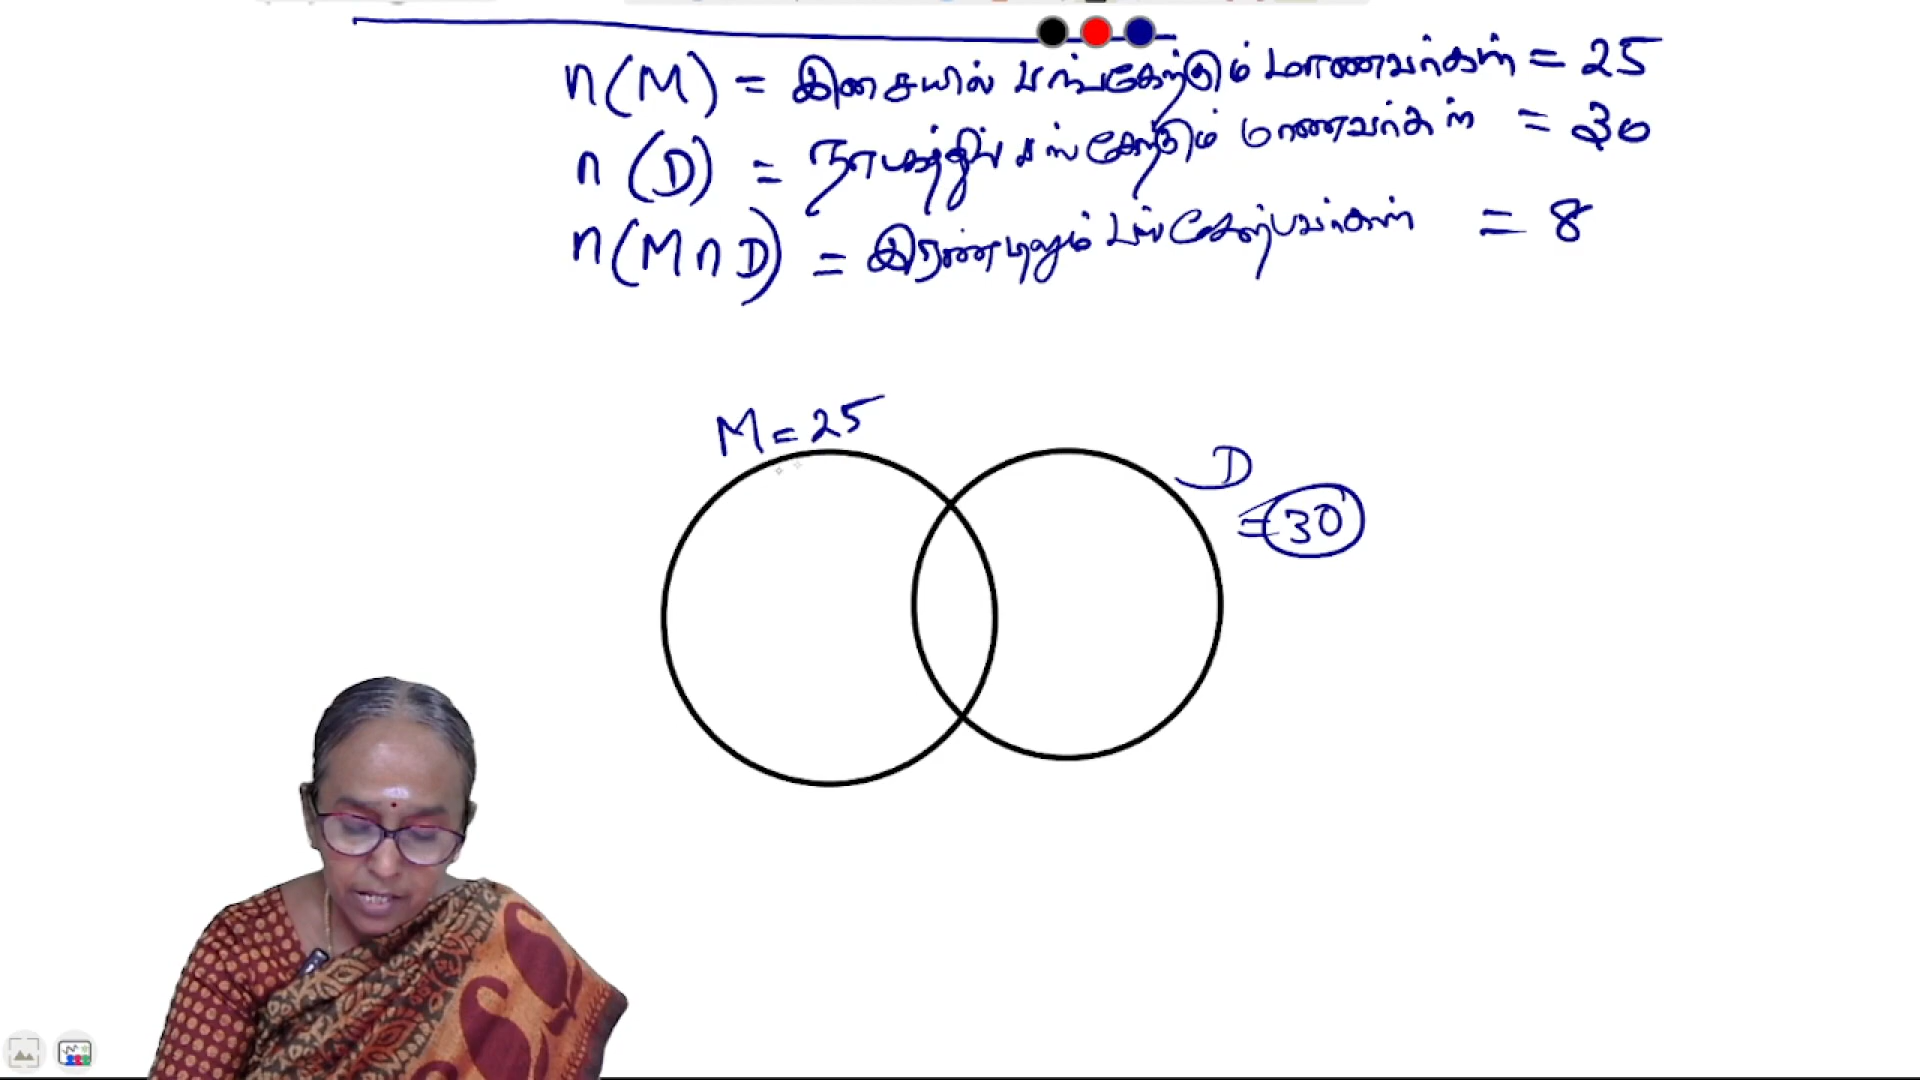 n(M) = இசையில் பங்கேற்கும் மாணவர்கள் = 25
n(D) = நாடகத்தில் பங்கேற்கும் மாணவர்கள் = 30
n(M∩D) = இரண்டிலும் பங்கேற்பவர்கள் = 8
M = 25
D
= 30